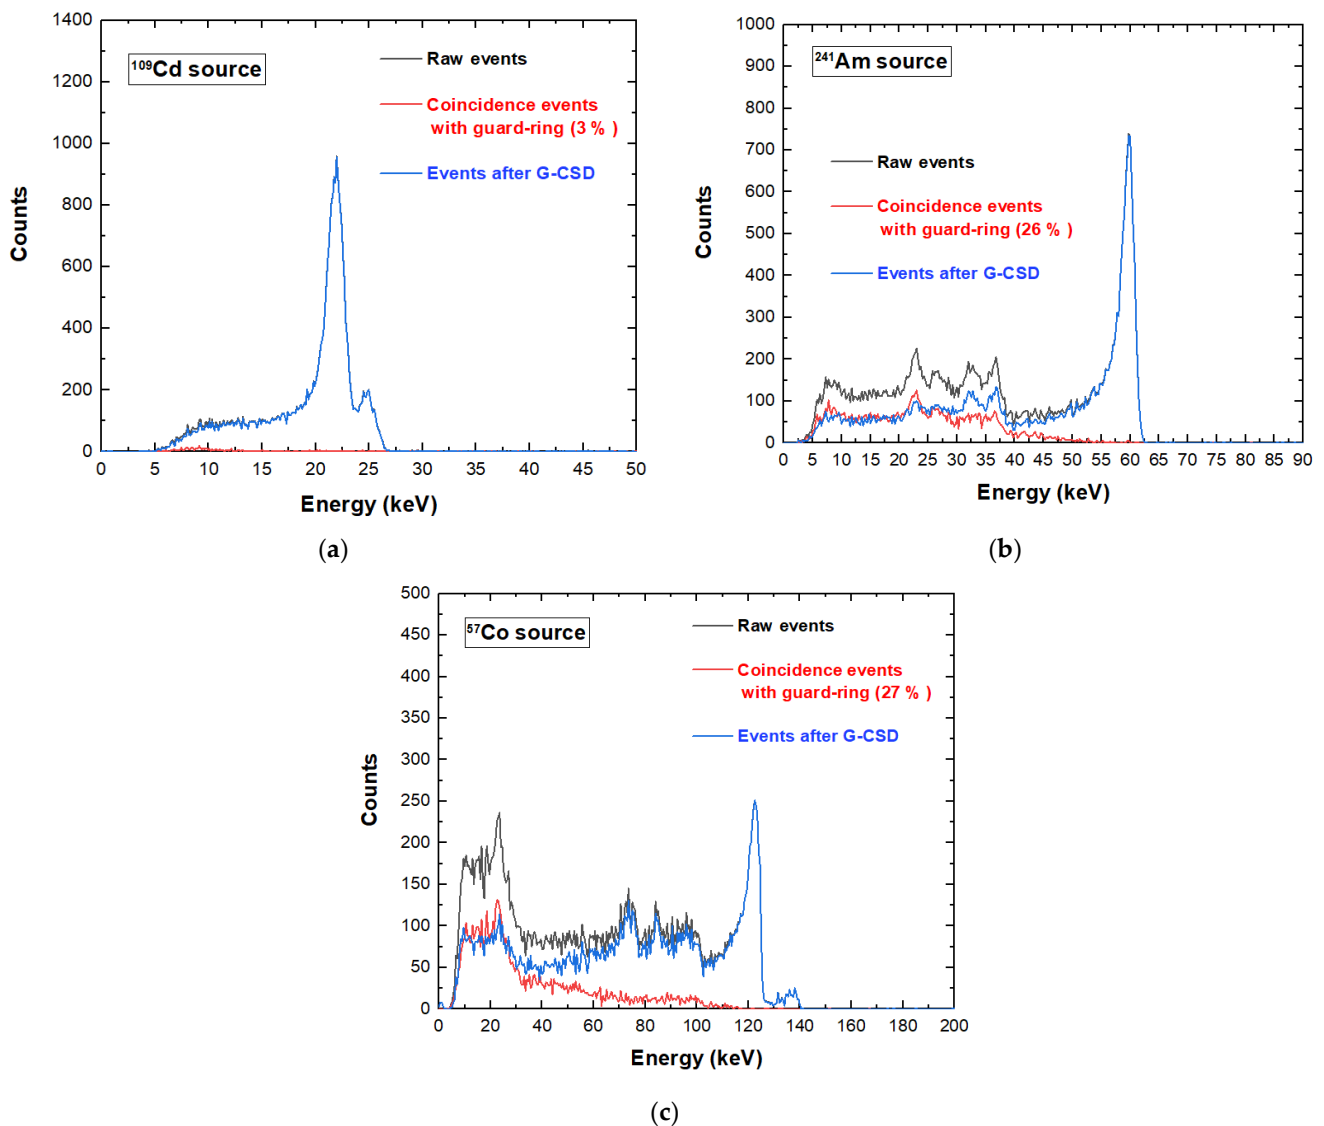 1400
1200
1000
800
600
400
200
0
Counts
¹⁰⁹Cd source
Raw events
Coincidence events
with guard-ring (3 % )
Events after G-CSD
0 5 10 15 20 25 30 35 40 45 50
Energy (keV)
(a)
1000
900
800
700
600
500
400
300
200
100
0
Counts
²⁴¹Am source
Raw events
Coincidence events
with guard-ring (26 % )
Events after G-CSD
0 5 10 15 20 25 30 35 40 45 50 55 60 65 70 75 80 85 90
Energy (keV)
(b)
500
450
400
350
300
250
200
150
100
50
0
Counts
⁵⁷Co source
Raw events
Coincidence events
with guard-ring (27 % )
Events after G-CSD
0 20 40 60 80 100 120 140 160 180 200
Energy (keV)
(c)